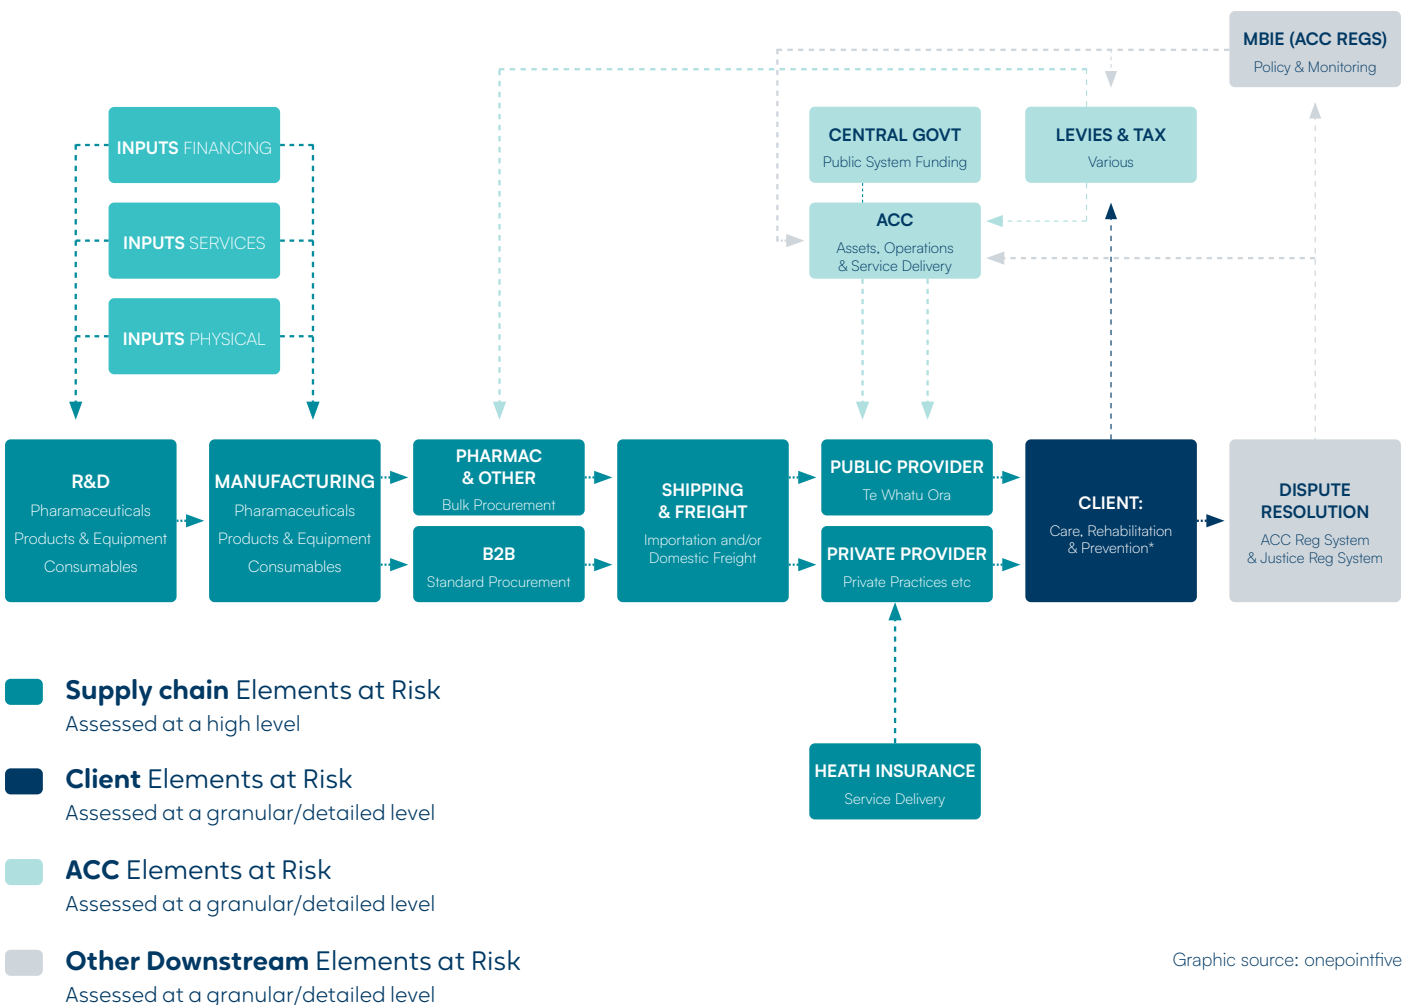 MBIE (ACC REGS)
Policy & Monitoring
INPUTS FINANCING
CENTRAL GOVT
Public System Funding
LEVIES & TAX
Various
INPUTS SERVICES
ACC
Assets, Operations
& Service Delivery
INPUTS PHYSICAL
R&D
Pharamaceuticals
Products & Equipment
Consumables
MANUFACTURING
Pharamaceuticals
Products & Equipment
Consumables
PHARMAC
& OTHER
Bulk Procurement
B2B
Standard Procurement
SHIPPING
& FREIGHT
Importation and/or
Domestic Freight
PUBLIC PROVIDER
Te Whatu Ora
PRIVATE PROVIDER
Private Practices etc
CLIENT:
Care, Rehabilitation
& Prevention*
DISPUTE
RESOLUTION
ACC Reg System
& Justice Reg System
HEATH INSURANCE
Service Delivery
Supply chain Elements at Risk
Assessed at a high level
Client Elements at Risk
Assessed at a granular/detailed level
ACC Elements at Risk
Assessed at a granular/detailed level
Other Downstream Elements at Risk
Assessed at a granular/detailed level
Graphic source: onepointfive